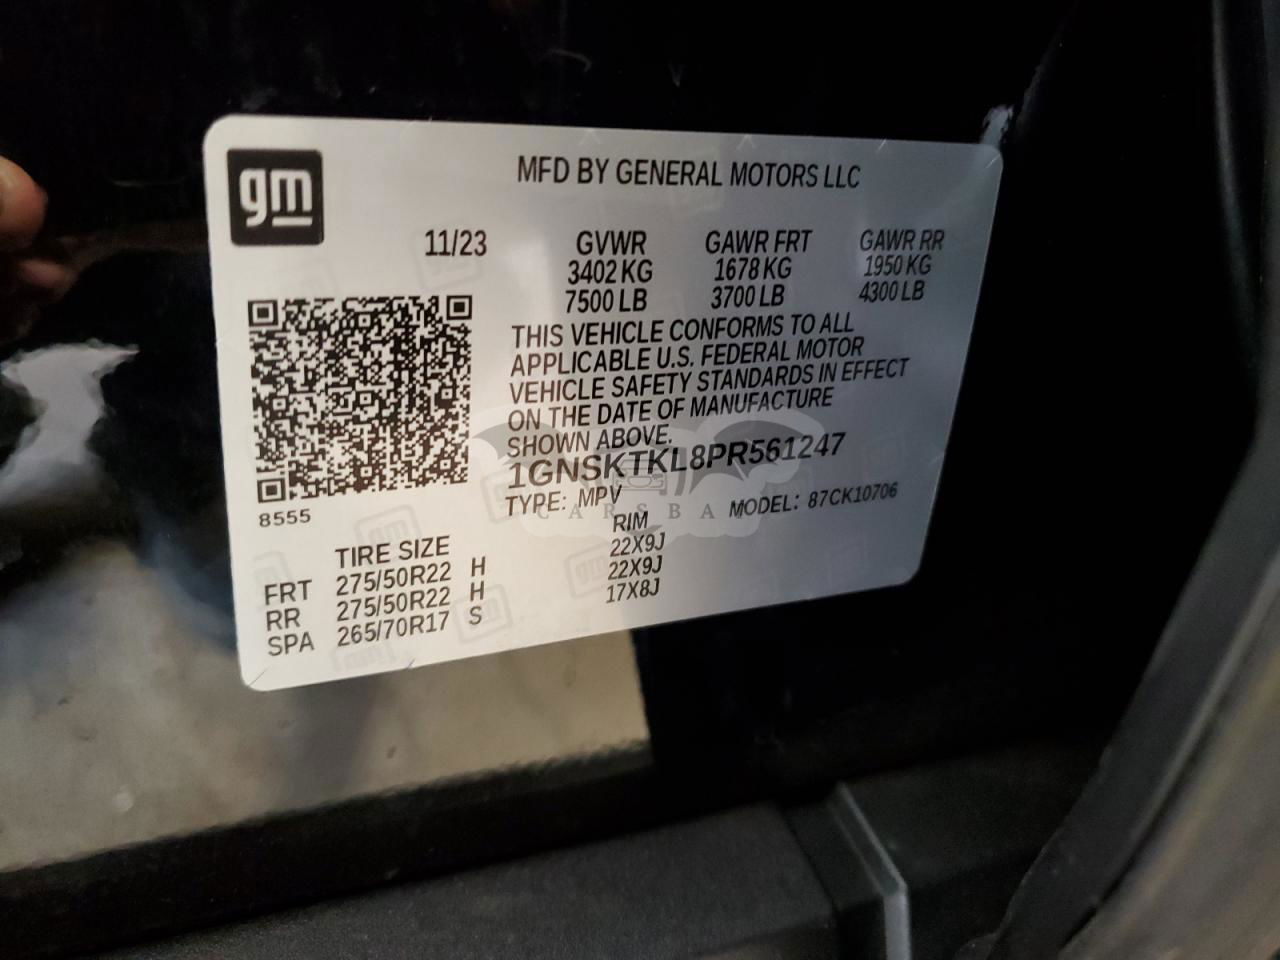 gm
MFD BY GENERAL MOTORS LLC
11/23 GVWR GAWR FRT GAWR RR
3402 KG 1678 KG 1950 KG
7500 LB 3700 LB 4300 LB
THIS VEHICLE CONFORMS TO ALL
APPLICABLE U.S. FEDERAL MOTOR
VEHICLE SAFETY STANDARDS IN EFFECT
ON THE DATE OF MANUFACTURE
SHOWN ABOVE.
1GNSKTKL8PR561247
TYPE: MPV MODEL: 87CK10706
8555
TIRE SIZE RIM
FRT 275/50R22 H 22X9J
RR 275/50R22 H 22X9J
SPA 265/70R17 S 17X8J